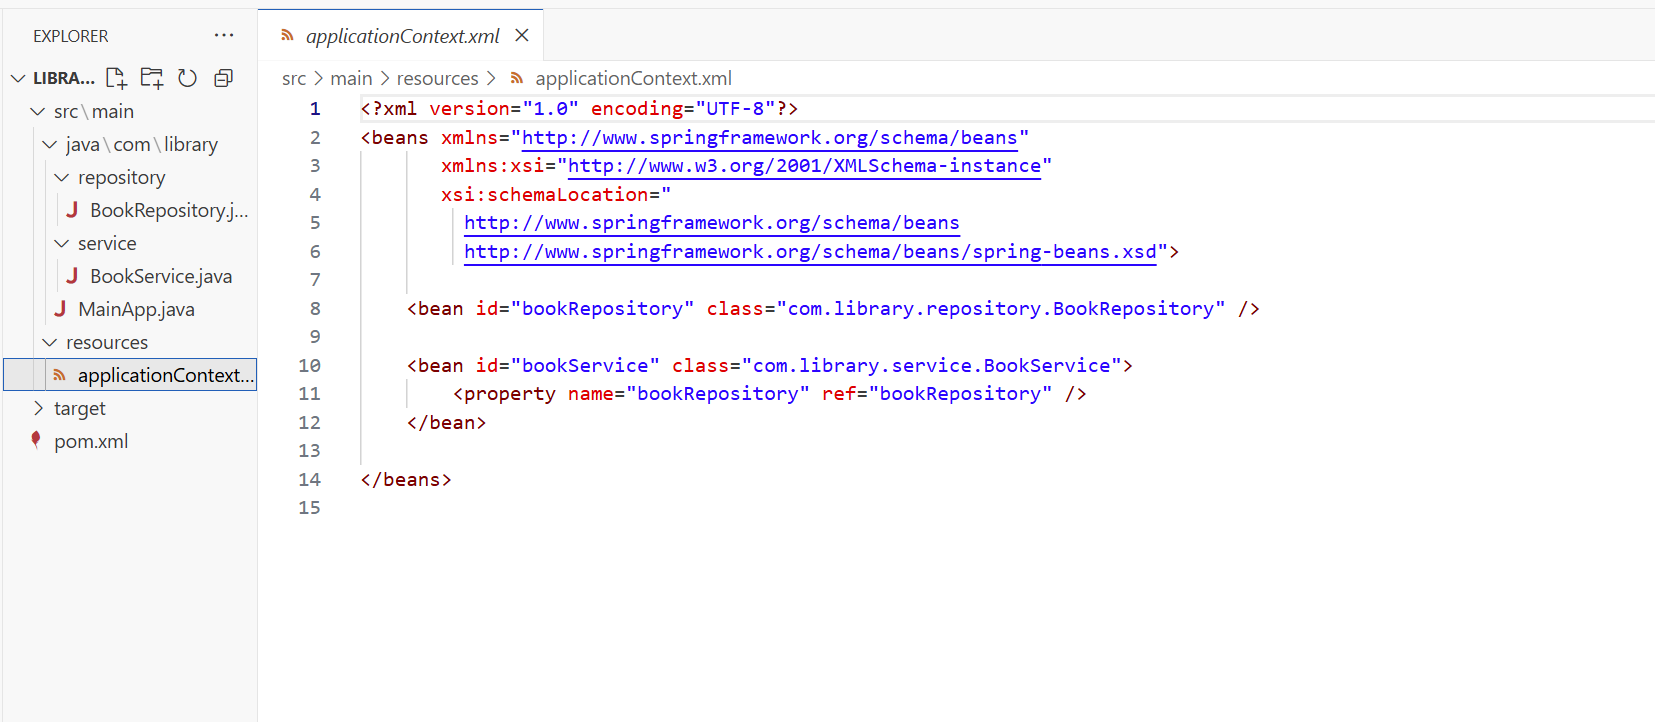 EXPLORER ...
LIBRA...
src\main
java\com\library
repository
BookRepository.j...
service
BookService.java
MainApp.java
resources
applicationContext...
target
pom.xml
applicationContext.xml
src > main > resources > applicationContext.xml
1 <?xml version="1.0" encoding="UTF-8"?>
2 <beans xmlns="http://www.springframework.org/schema/beans"
3 xmlns:xsi="http://www.w3.org/2001/XMLSchema-instance"
4 xsi:schemaLocation="
5 http://www.springframework.org/schema/beans
6 http://www.springframework.org/schema/beans/spring-beans.xsd">
7
8 <bean id="bookRepository" class="com.library.repository.BookRepository" />
9
10 <bean id="bookService" class="com.library.service.BookService">
11 <property name="bookRepository" ref="bookRepository" />
12 </bean>
13
14 </beans>
15